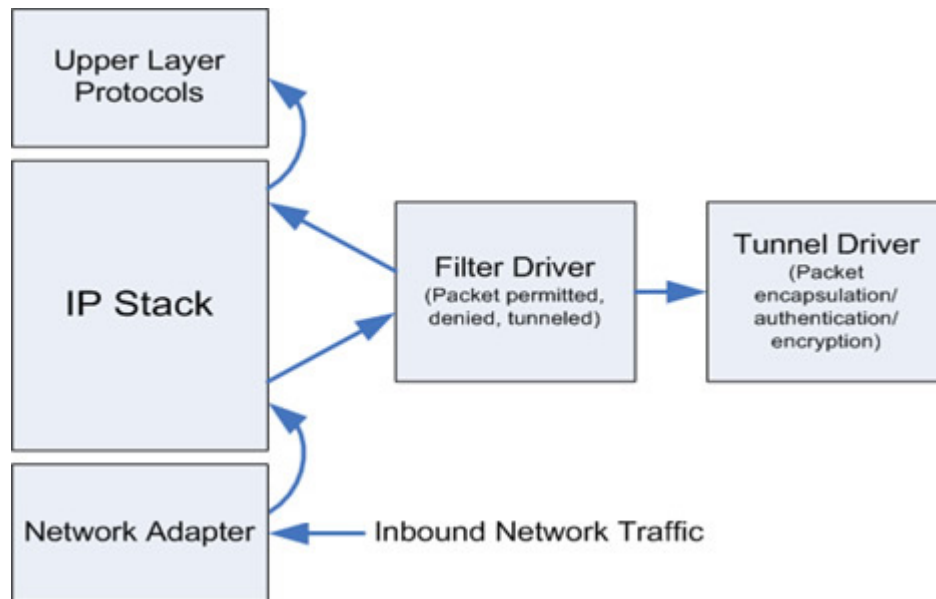 Upper Layer
Protocols
IP Stack
Filter Driver
(Packet permitted,
denied, tunneled)
Tunnel Driver
(Packet
encapsulation/
authentication/
encryption)
Network Adapter
Inbound Network Traffic